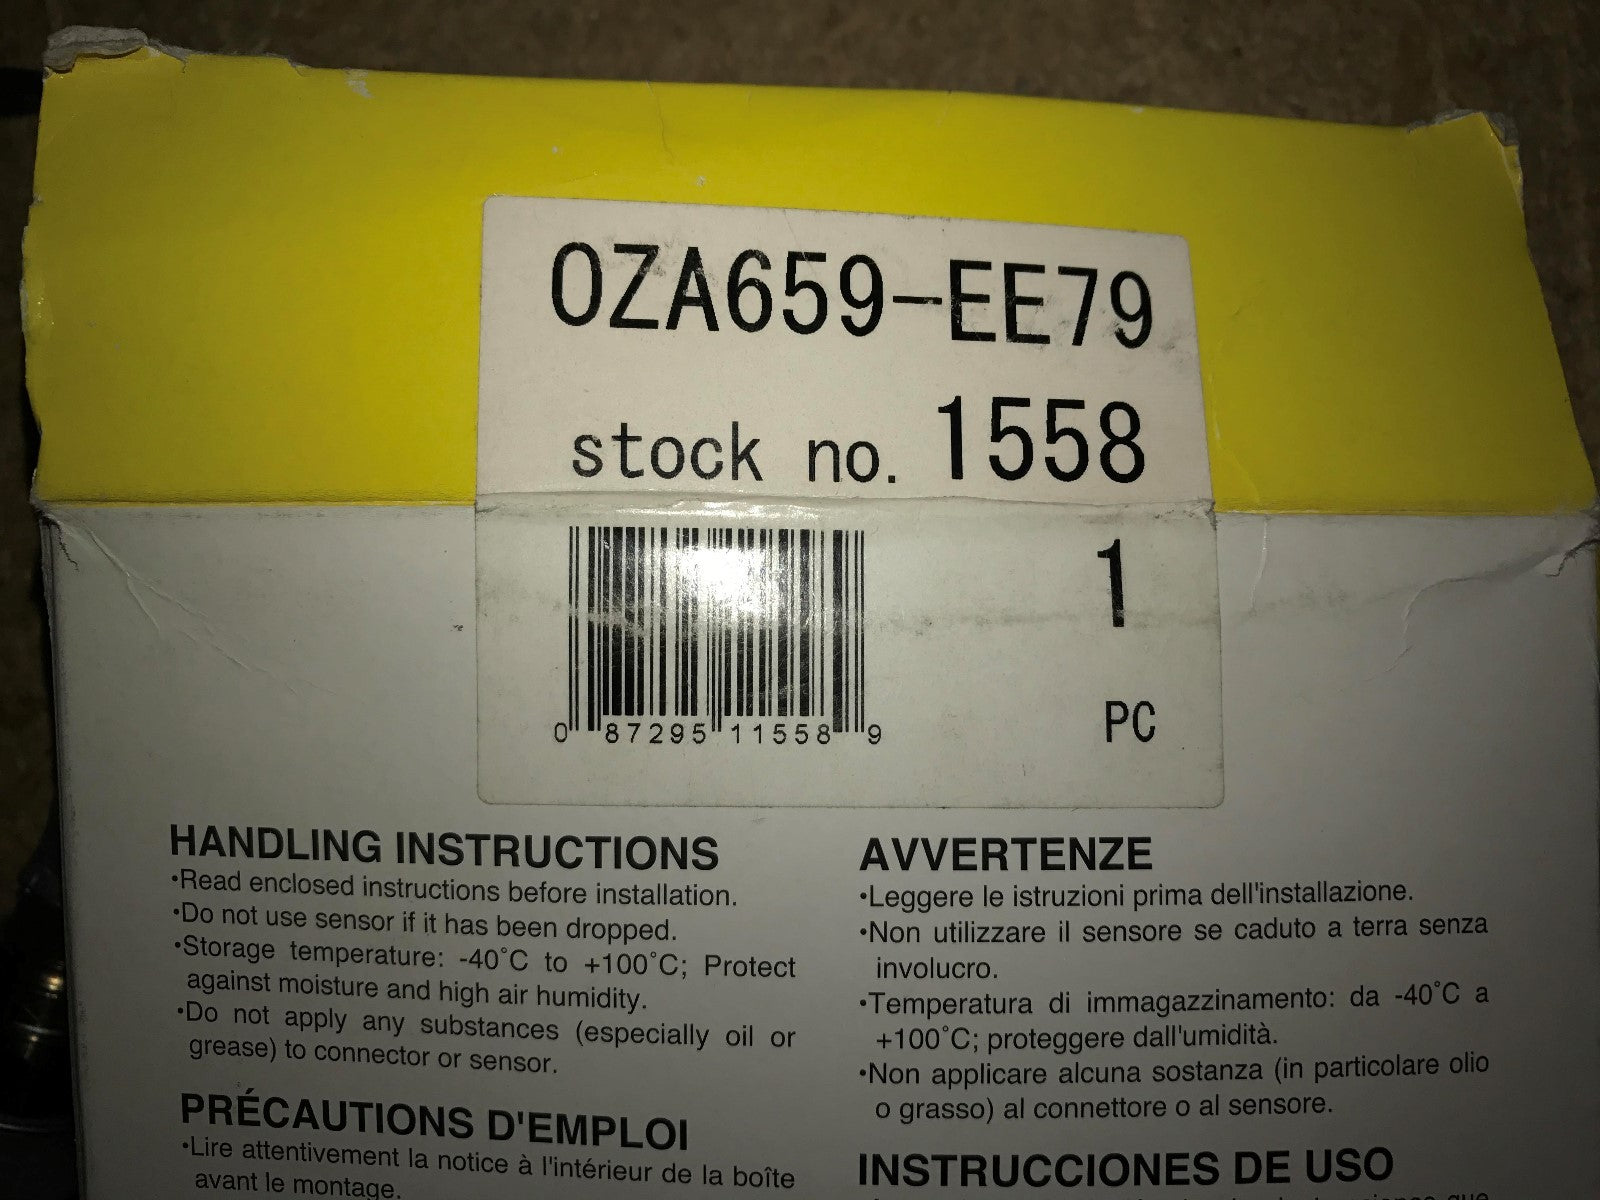 OZA659-EE79
stock no. 1558
1
PC
0 87295 11558 9
HANDLING INSTRUCTIONS
•Read enclosed instructions before installation.
•Do not use sensor if it has been dropped.
•Storage temperature: -40°C to +100°C; Protect
against moisture and high air humidity.
•Do not apply any substances (especially oil or
grease) to connector or sensor.
PRÉCAUTIONS D'EMPLOI
•Lire attentivement la notice à l'intérieur de la boîte
avant le montage.
AVVERTENZE
•Leggere le istruzioni prima dell'installazione.
•Non utilizzare il sensore se caduto a terra senza
involucro.
•Temperatura di immagazzinamento: da -40°C a
+100°C; proteggere dall'umidità.
•Non applicare alcuna sostanza (in particolare olio
o grasso) al connettore o al sensore.
INSTRUCCIONES DE USO